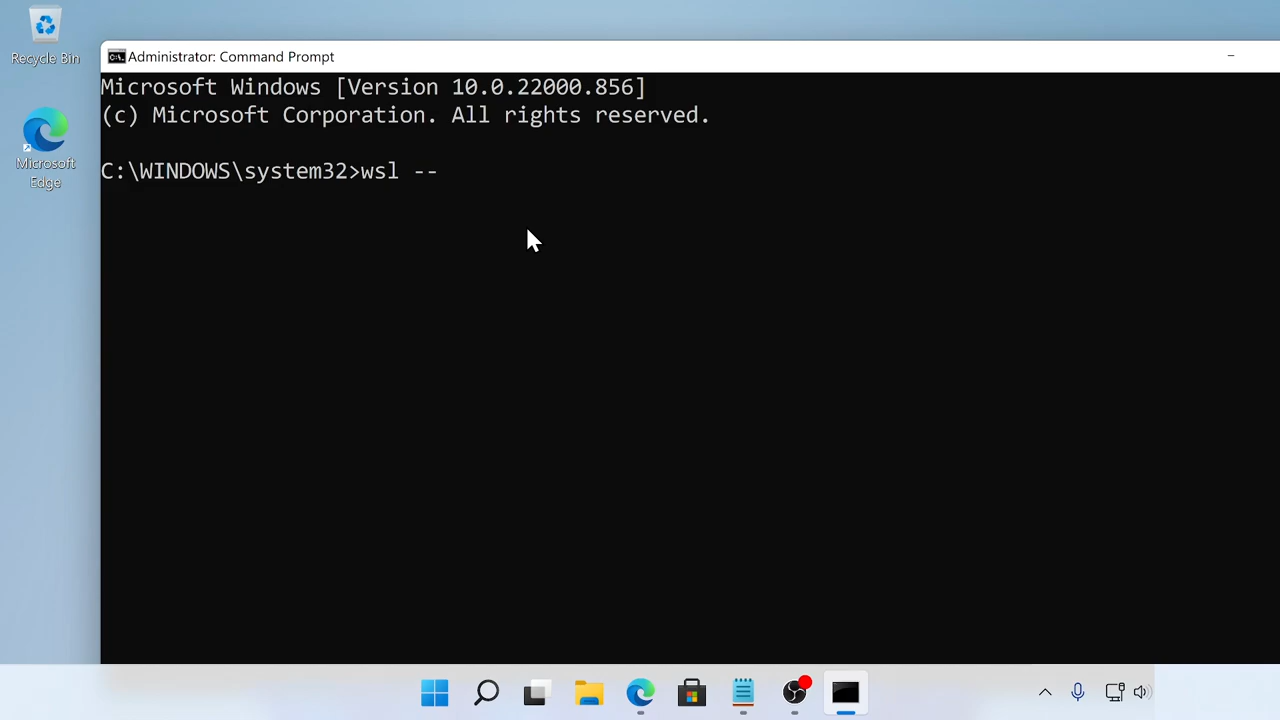 Recycle Bin
Microsoft
Edge
Administrator: Command Prompt
Microsoft Windows [Version 10.0.22000.856]
(c) Microsoft Corporation. All rights reserved.
C:\WINDOWS\system32>wsl --